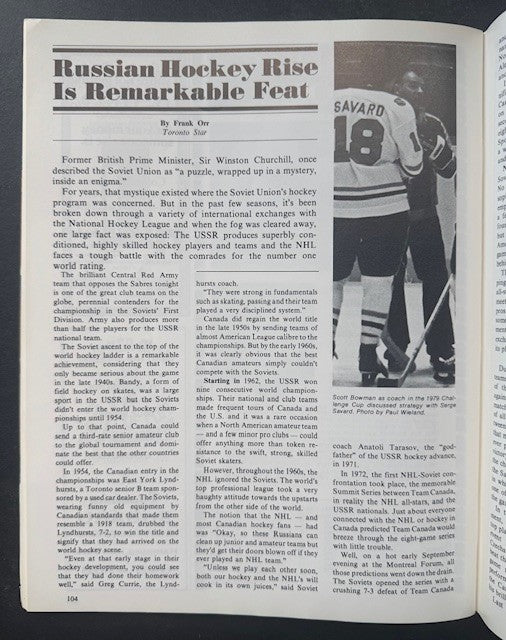 Russian Hockey Rise
Is Remarkable Feat
By Frank Orr
Toronto Star
Former British Prime Minister, Sir Winston Churchill, once
described the Soviet Union as “a puzzle, wrapped up in a mystery,
inside an enigma.”
For years, that mystique existed where the Soviet Union's hockey
program was concerned. But in the past few seasons, it's been
broken down through a variety of international exchanges with
the National Hockey League and when the fog was cleared away,
one large fact was exposed: The USSR produces superbly con-
ditioned, highly skilled hockey players and teams and the NHL
faces a tough battle with the comrades for the number one
world rating.
The brilliant Central Red Army
team that opposes the Sabres tonight
is one of the great club teams on the
globe, perennial contenders for the
championship in the Soviets' First
Division. Army also produces more
than half the players for the USSR
national team.
The Soviet ascent to the top of the
world hockey ladder is a remarkable
achievement, considering that they
only became serious about the game
in the late 1940s. Bandy, a form of
field hockey on skates, was a large
sport in the USSR but the Soviets
didn't enter the world hockey cham-
pionships until 1954.
Up to that point, Canada could
send a third-rate senior amateur club
to the global tournament and domi-
nate the best that the other countries
could offer.
In 1954, the Canadian entry in the
championships was East York Lynd-
hursts, a Toronto senior B team spon-
sored by a used car dealer. The Soviets,
wearing funny old equipment by
Canadian standards that made them
resemble a 1918 team, drubbed the
Lyndhursts, 7-2, to win the title and
signify that they had arrived on the
world hockey scene.
“Even at that early stage in their
hockey development, you could see
that they had done their homework
well,” said Greg Currie, the Lynd-
104
hursts coach.
“They were strong in fundamentals
such as skating, passing and their team
played a very disciplined system.”
Canada did regain the world title
in the late 1950s by sending teams of
almost American League calibre to the
championships. But by the early 1960s,
it was clearly obvious that the best
Canadian amateurs simply couldn't
compete with the Soviets.
Starting in 1962, the USSR won
nine consecutive world champion-
ships. Their national and club teams
made frequent tours of Canada and
the U.S. and it was a rare occasion
when a North American amateur team
— and a few minor pro clubs — could
offer anything more than token re-
sistance to the swift, strong, skilled
Soviet skaters.
However, throughout the 1960s, the
NHL ignored the Soviets. The world's
top professional league took a very
haughty attitude towards the upstarts
from the other side of the world.
The notion that the NHL — and
most Canadian hockey fans — had
was “Okay, so these Russians can
clean up junior and amateur teams but
they'd get their doors blown off if they
ever played an NHL team.”
“Unless we play each other soon,
both our hockey and the NHL's will
cook in its own juices,” said Soviet
SAVARD
18
1
Scott Bowman as coach in the 1979 Chal-
lenge Cup discussed strategy with Serge
Savard. Photo by Paul Wieland.
coach Anatoli Tarasov, the “god-
father” of the USSR hockey advance,
in 1971.
In 1972, the first NHL-Soviet con-
frontation took place, the memorable
Summit Series between Team Canada,
in reality the NHL all-stars, and the
USSR nationals. Just about everyone
connected with the NHL or hockey in
Canada predicted Team Canada would
breeze through the eight-game series
with little trouble.
Well, on a hot early September
evening at the Montreal Forum, all
those predictions went down the drain.
The Soviets opened the series with a
crushing 7-3 defeat of Team Canada